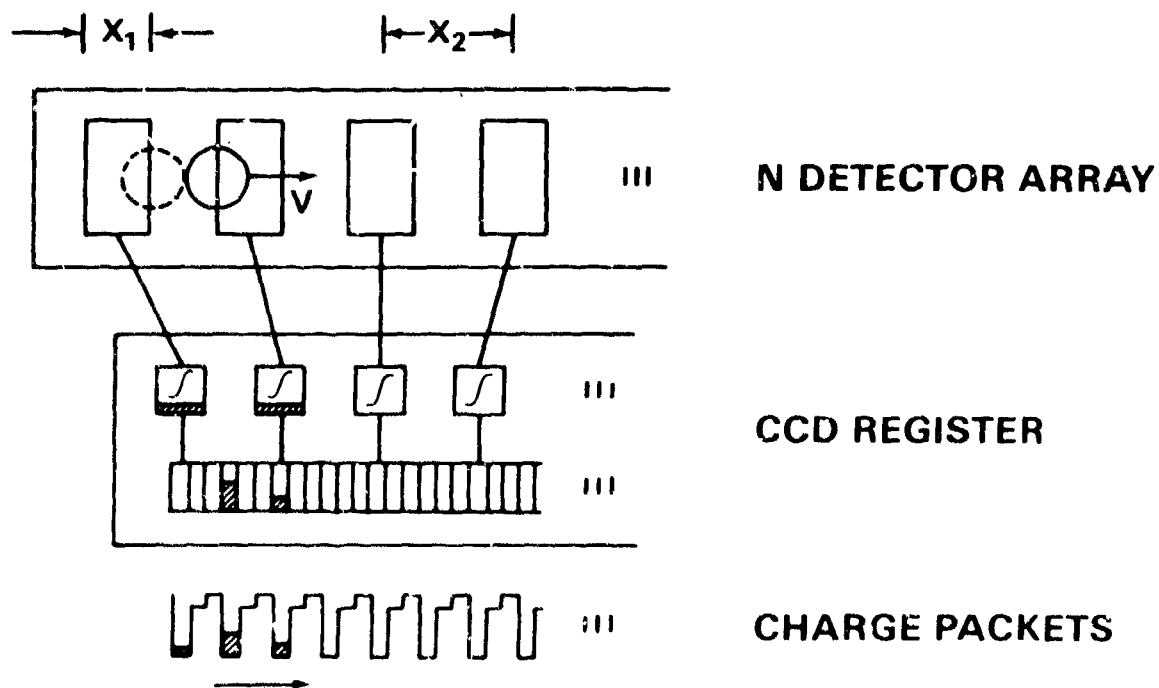 X₁
X₂
V
N DETECTOR ARRAY
∫ ∫ ∫ ∫
CCD REGISTER
CHARGE PACKETS